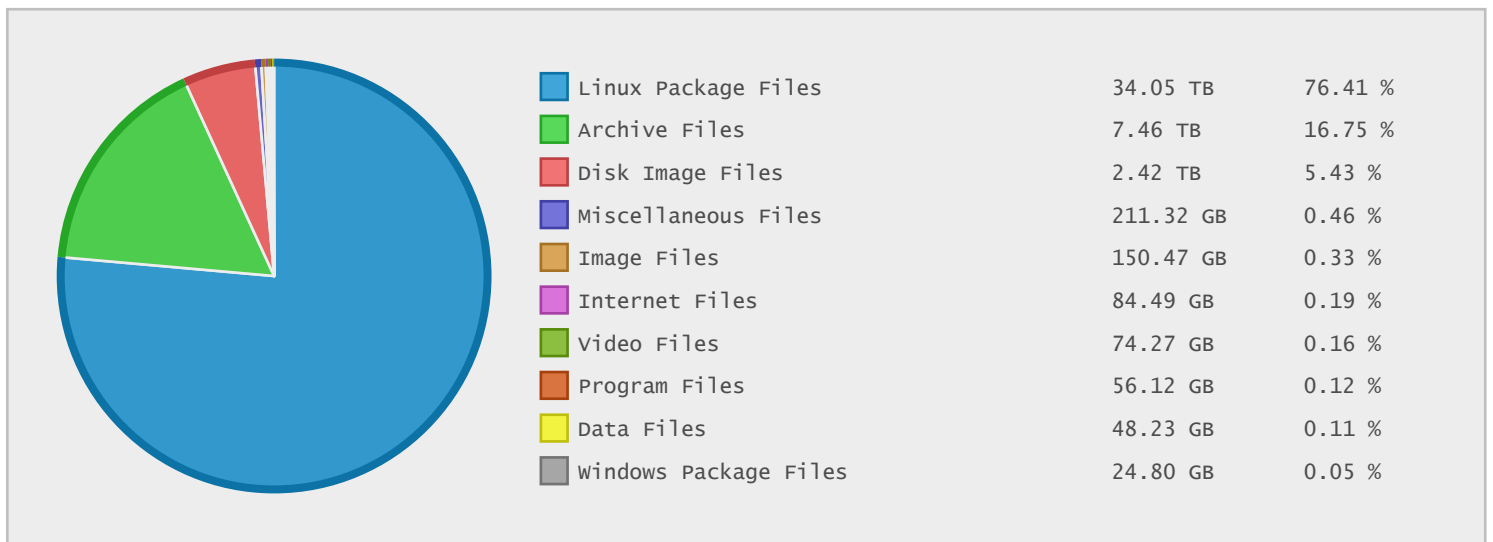 Linux Package Files 34.05 TB 76.41 %
Archive Files 7.46 TB 16.75 %
Disk Image Files 2.42 TB 5.43 %
Miscellaneous Files 211.32 GB 0.46 %
Image Files 150.47 GB 0.33 %
Internet Files 84.49 GB 0.19 %
Video Files 74.27 GB 0.16 %
Program Files 56.12 GB 0.12 %
Data Files 48.23 GB 0.11 %
Windows Package Files 24.80 GB 0.05 %